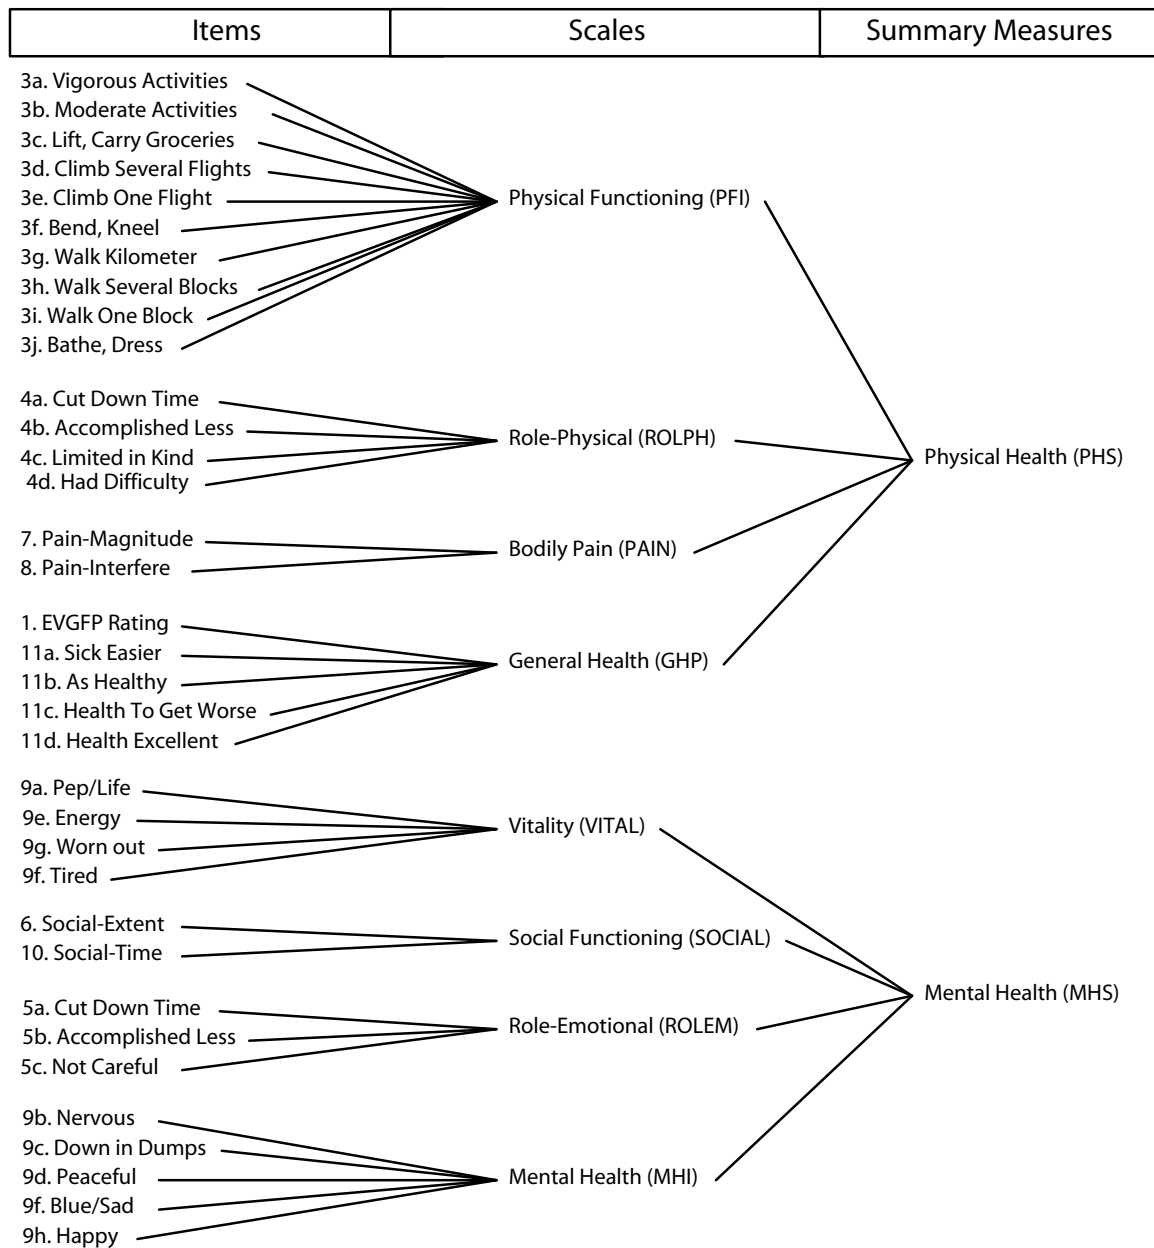 Items Scales Summary Measures
3a. Vigorous Activities
3b. Moderate Activities
3c. Lift, Carry Groceries
3d. Climb Several Flights
3e. Climb One Flight
3f. Bend, Kneel
3g. Walk Kilometer
3h. Walk Several Blocks
3i. Walk One Block
3j. Bathe, Dress
Physical Functioning (PFI)
4a. Cut Down Time
4b. Accomplished Less
4c. Limited in Kind
4d. Had Difficulty
Role-Physical (ROLPH)
7. Pain-Magnitude
8. Pain-Interfere
Bodily Pain (PAIN)
1. EVGFP Rating
11a. Sick Easier
11b. As Healthy
11c. Health To Get Worse
11d. Health Excellent
General Health (GHP)
Physical Health (PHS)
9a. Pep/Life
9e. Energy
9g. Worn out
9f. Tired
Vitality (VITAL)
6. Social-Extent
10. Social-Time
Social Functioning (SOCIAL)
5a. Cut Down Time
5b. Accomplished Less
5c. Not Careful
Role-Emotional (ROLEM)
9b. Nervous
9c. Down in Dumps
9d. Peaceful
9f. Blue/Sad
9h. Happy
Mental Health (MHI)
Mental Health (MHS)